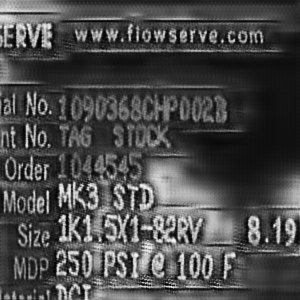 SERVE www.flowserve.com
ial No. 1090368CHP002B
nt No. TAG STOCK
Order 1044545
Model MK3 STD
Size 1K1.5X1-82RV 8.19
MDP 250 PSI @ 100 F
Material DCI